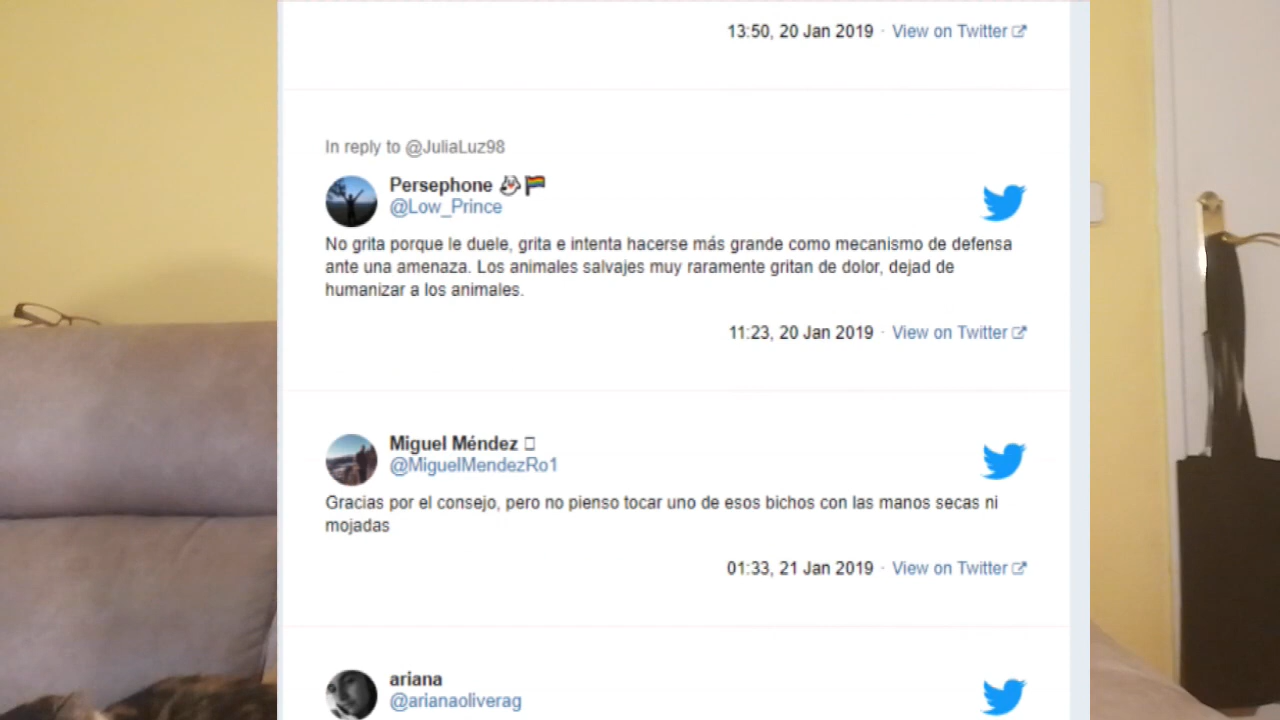 13:50, 20 Jan 2019 · View on Twitter
In reply to @JuliaLuz98
Persephone
@Low_Prince
No grita porque le duele, grita e intenta hacerse más grande como mecanismo de defensa
ante una amenaza. Los animales salvajes muy raramente gritan de dolor, dejad de
humanizar a los animales.
11:23, 20 Jan 2019 · View on Twitter
Miguel Méndez
@MiguelMendezRo1
Gracias por el consejo, pero no pienso tocar uno de esos bichos con las manos secas ni
mojadas
01:33, 21 Jan 2019 · View on Twitter
ariana
@arianaoliverag